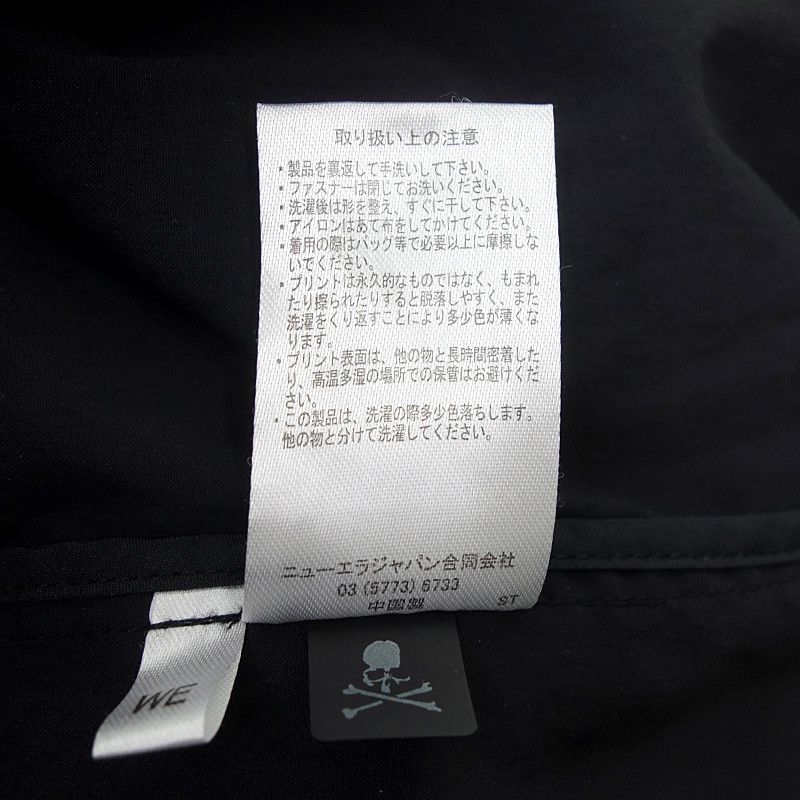 取り扱い上の注意
・製品を裏返して手洗いして下さい。
・ファスナーは閉じてお洗いください。
・洗濯後は形を整え、すぐに干して下さい。
・アイロンはあて布をしてかけてください。
・着用の際はバッグ等で必要以上に摩擦しな
いでください。
・プリントは永久的なものではなく、もまれ
たり擦られたりすると脱落しやすく、また
洗濯をくり返すことにより多少色が薄くな
ります。
・プリント表面は、他の物と長時間密着した
り、高温多湿の場所での保管はお避けくだ
さい。
・この製品は、洗濯の際多少色落ちします。
他の物と分けて洗濯してください。
ニューエラジャパン合同会社
03 (5773) 6733
中国製 ST
WE